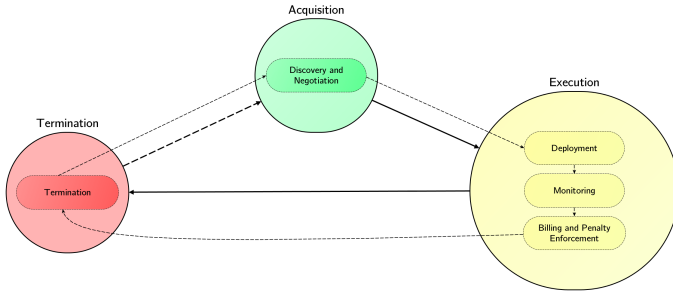 Acquisition
Discovery and
Negotiation
Execution
Deployment
Monitoring
Billing and Penalty
Enforcement
Termination
Termination